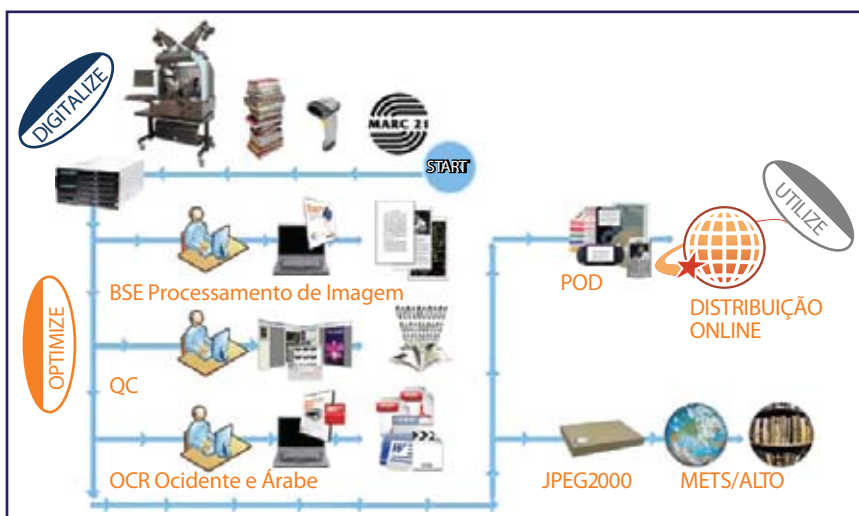 DIGITALIZE
MARC 21
START
UTILIZE
BSE Processamento de Imagem
POD
DISTRIBUIÇÃO
ONLINE
OPTIMIZE
QC
OCR Ocidente e Árabe
JPEG2000
METS/ALTO